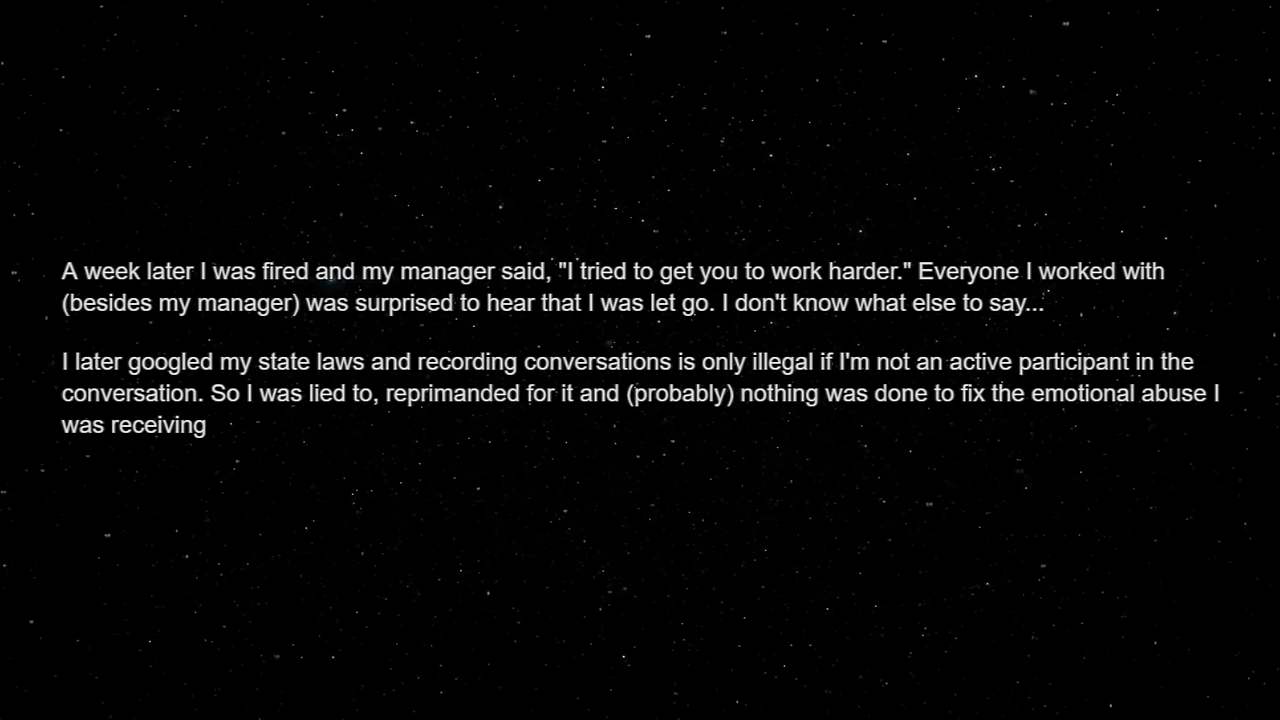 A week later I was fired and my manager said, "I tried to get you to work harder." Everyone I worked with
(besides my manager) was surprised to hear that I was let go. I don't know what else to say...
I later googled my state laws and recording conversations is only illegal if I'm not an active participant in the
conversation. So I was lied to, reprimanded for it and (probably) nothing was done to fix the emotional abuse I
was receiving